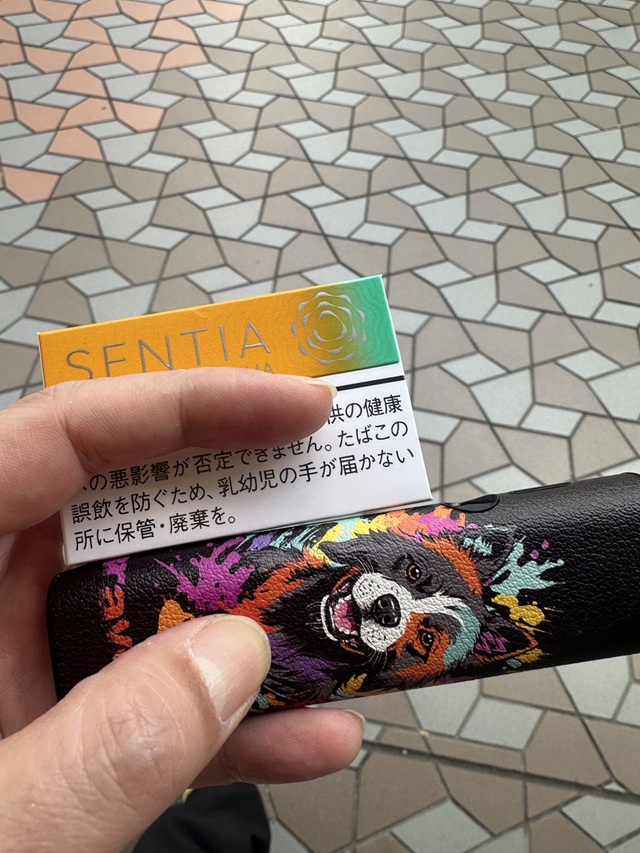 SENTIA
供の健康
の悪影響が否定できません。たばこの
誤飲を防ぐため、乳幼児の手が届かない
所に保管・廃棄を。